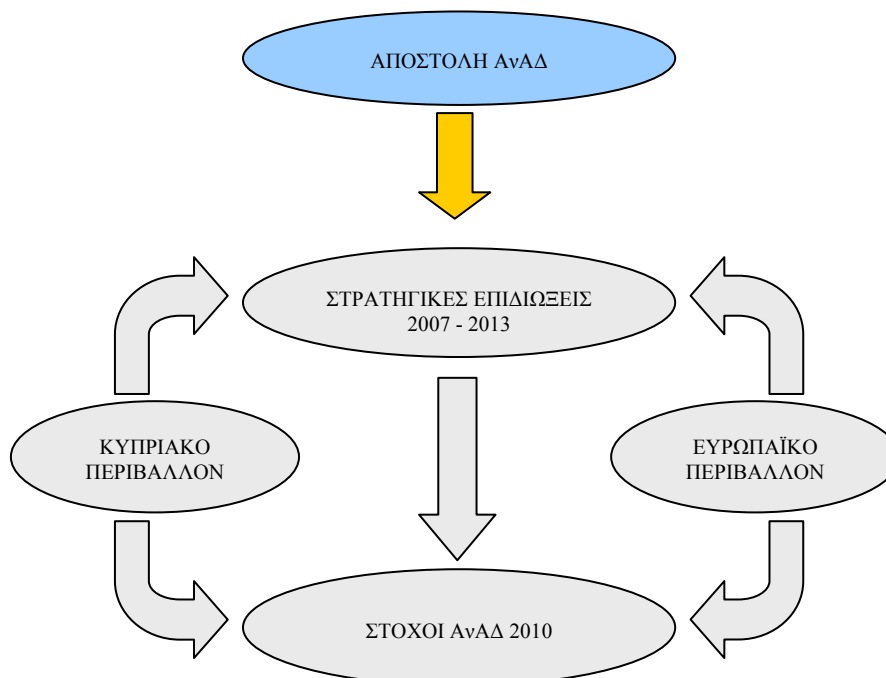 ΑΠΟΣΤΟΛΗ ΑνΑΔ
ΣΤΡΑΤΗΓΙΚΕΣ ΕΠΙΔΙΩΞΕΙΣ
2007 - 2013
ΚΥΠΡΙΑΚΟ
ΠΕΡΙΒΑΛΛΟΝ
ΕΥΡΩΠΑΪΚΟ
ΠΕΡΙΒΑΛΛΟΝ
ΣΤΟΧΟΙ ΑνΑΔ 2010